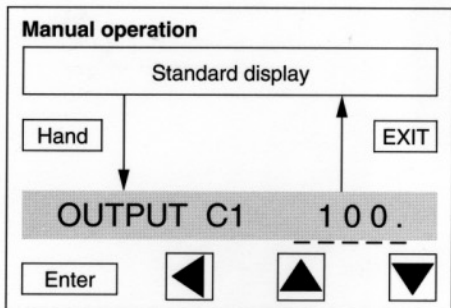 Manual operation
Standard display
Hand
EXIT
OUTPUT C1 100.
Enter